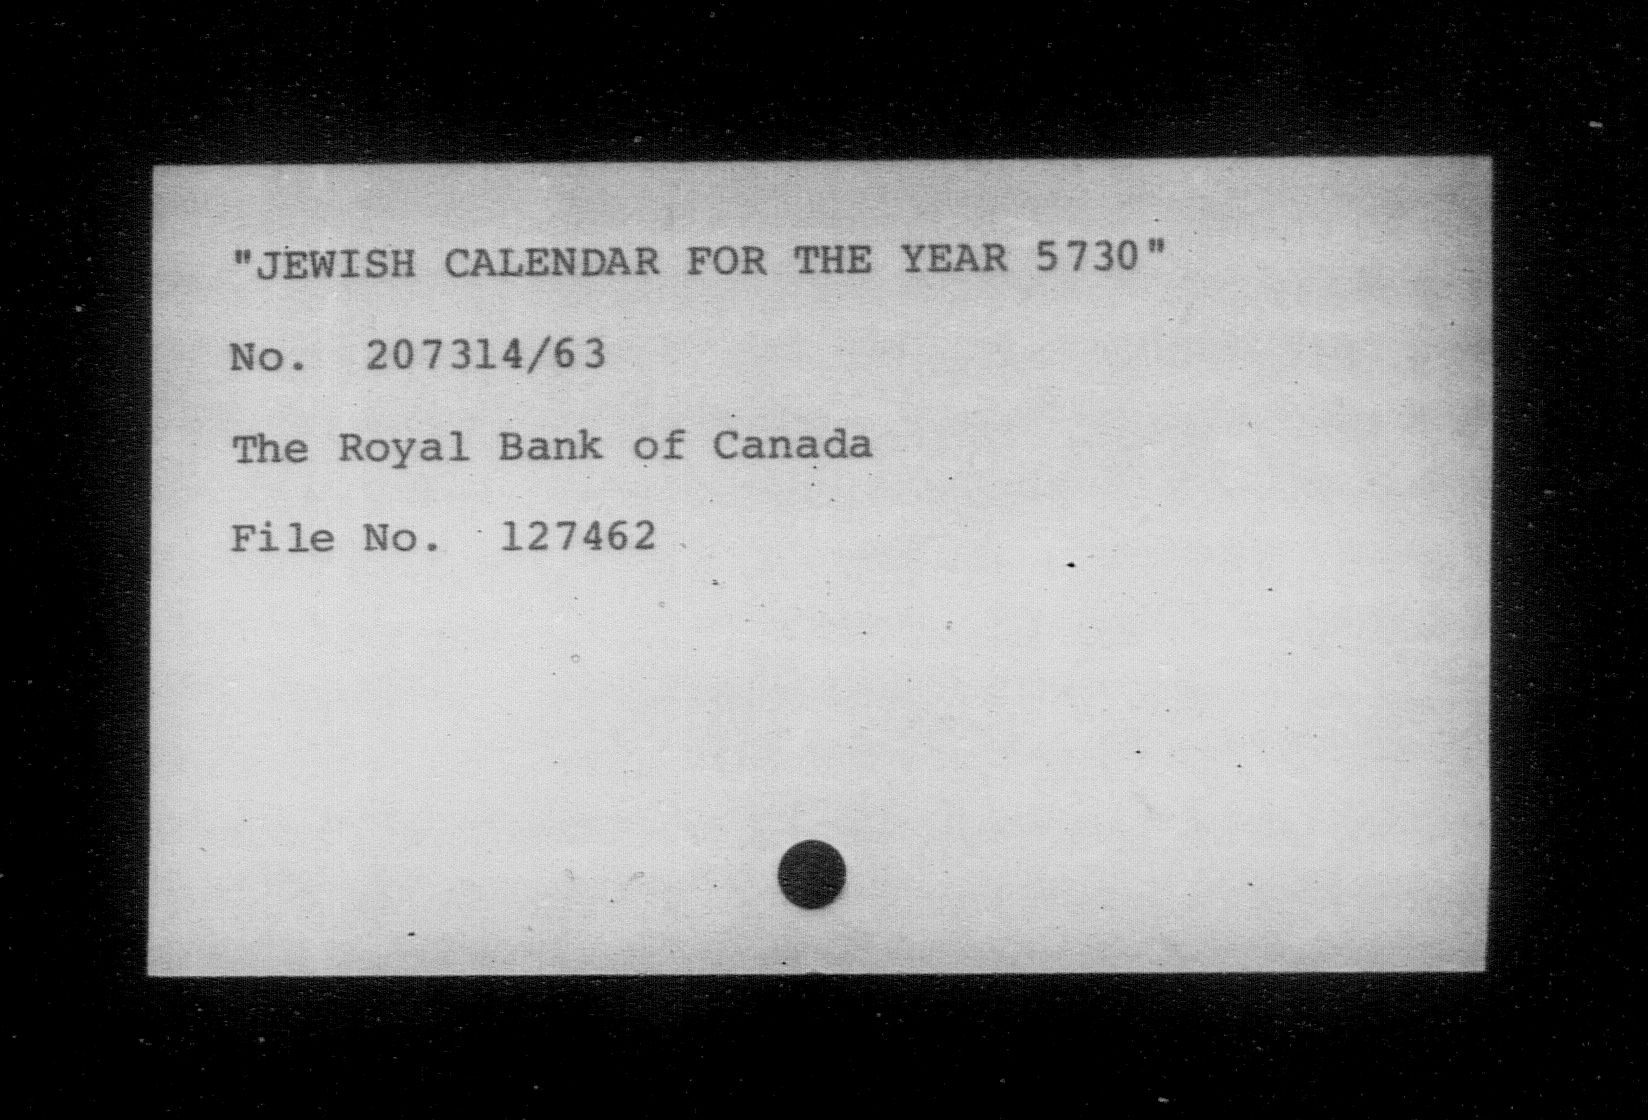 "JEWISH CALENDAR FOR THE YEAR 5730"
No. 207314/63
The Royal Bank of Canada
File No. 127462